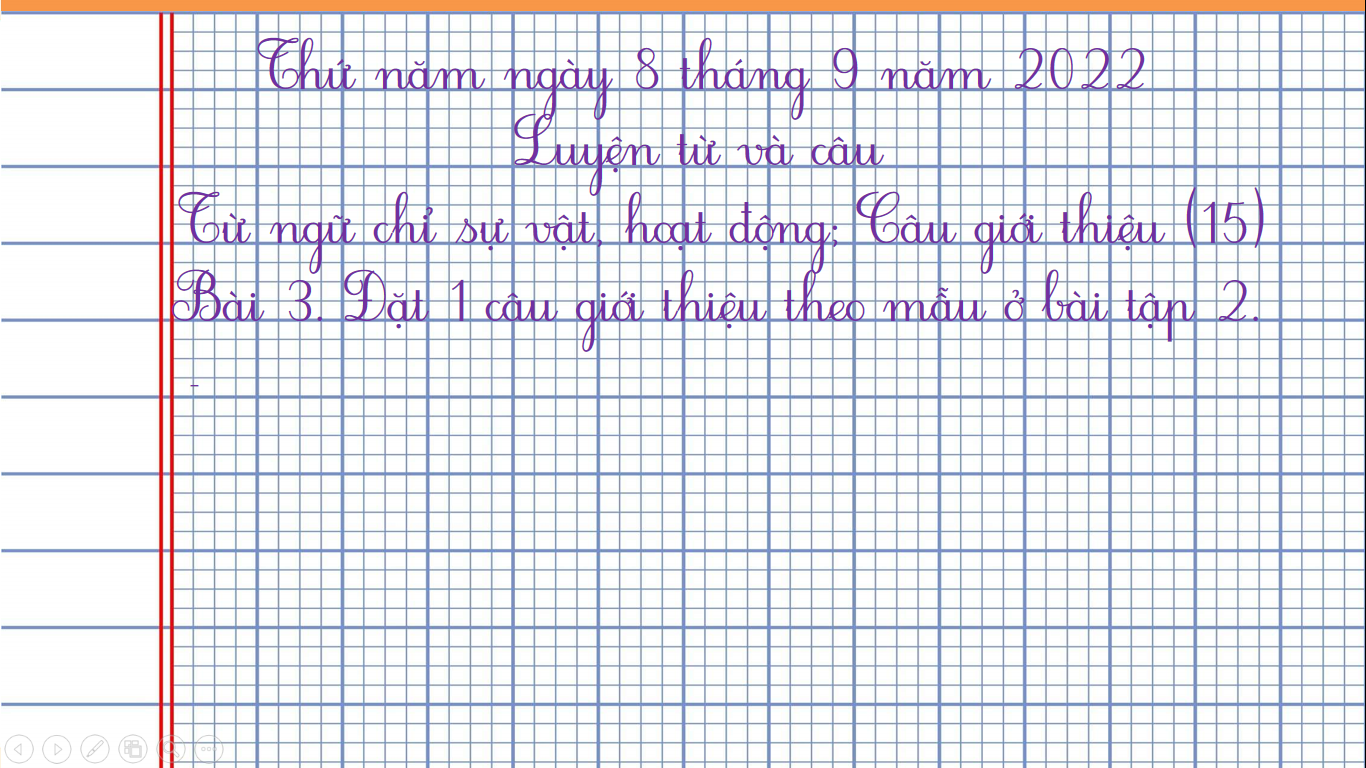 Thứ năm ngày 8 tháng 9 năm 2022
Luyện từ và câu
Từ ngữ chỉ sự vật, hoạt động; Câu giới thiệu (15)
Bài 3. Đặt 1 câu giới thiệu theo mẫu ở bài tập 2.
-